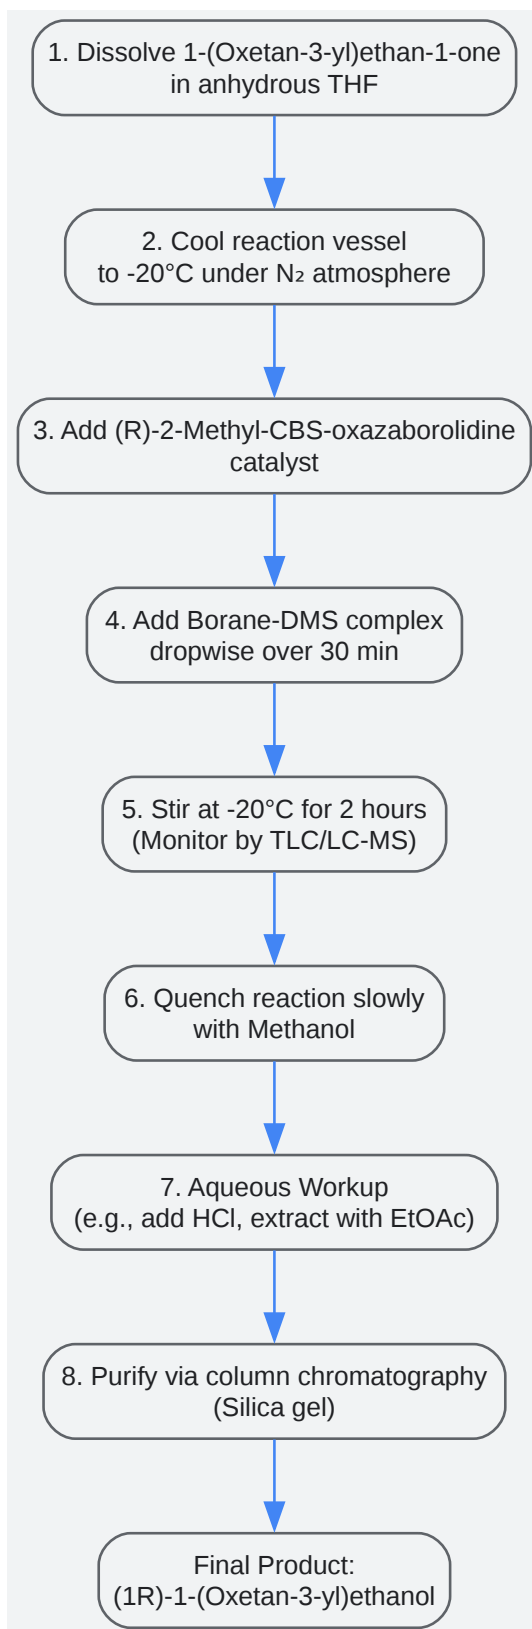 1. Dissolve 1-(Oxetan-3-yl)ethan-1-one
in anhydrous THF
2. Cool reaction vessel
to -20°C under N₂ atmosphere
3. Add (R)-2-Methyl-CBS-oxazaborolidine
catalyst
4. Add Borane-DMS complex
dropwise over 30 min
5. Stir at -20°C for 2 hours
(Monitor by TLC/LC-MS)
6. Quench reaction slowly
with Methanol
7. Aqueous Workup
(e.g., add HCl, extract with EtOAc)
8. Purify via column chromatography
(Silica gel)
Final Product:
(1R)-1-(Oxetan-3-yl)ethanol